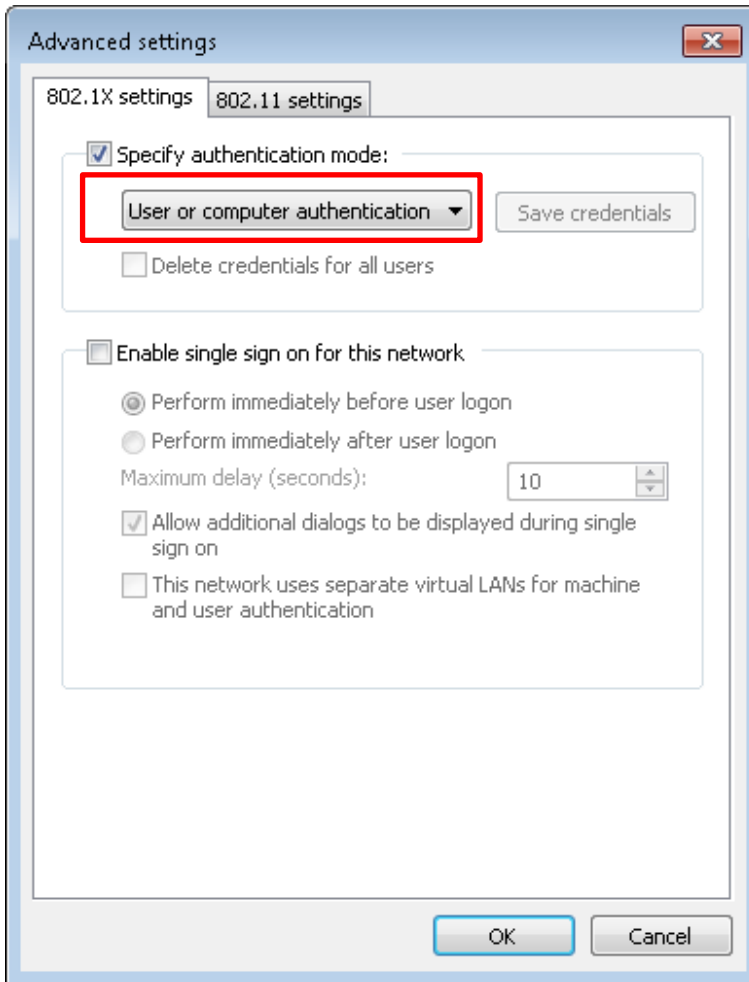 Advanced settings
802.1X settings
802.11 settings
Specify authentication mode:
User or computer authentication
Save credentials
Delete credentials for all users
Enable single sign on for this network
Perform immediately before user logon
Perform immediately after user logon
Maximum delay (seconds):
10
Allow additional dialogs to be displayed during single
sign on
This network uses separate virtual LANs for machine
and user authentication
OK
Cancel